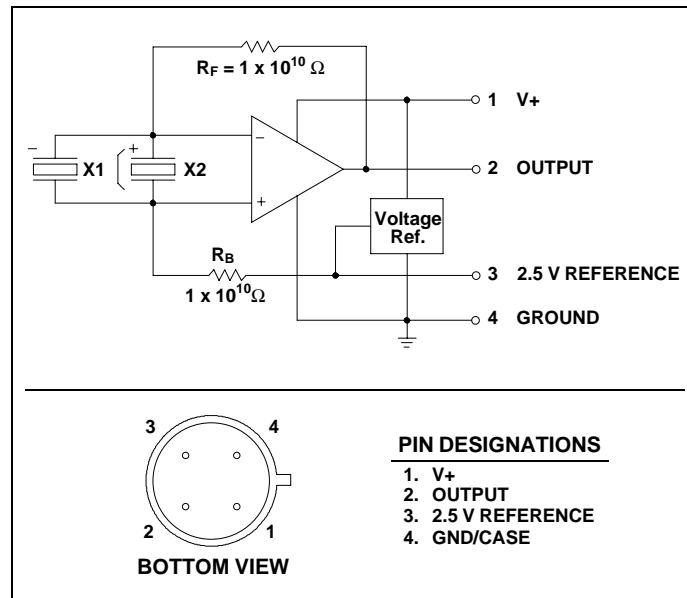 R_F = 1 x 10^10 Ω
1 V+
- X1 + X2
−
+
2 OUTPUT
Voltage
Ref.
R_B
1 x 10^10 Ω
3 2.5 V REFERENCE
4 GROUND
3 4
2 1
BOTTOM VIEW
PIN DESIGNATIONS
1. V+
2. OUTPUT
3. 2.5 V REFERENCE
4. GND/CASE